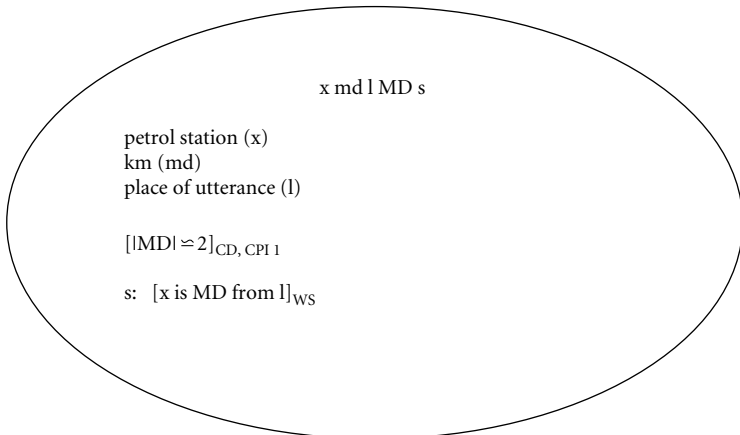 x md l MD s
petrol station (x)
km (md)
place of utterance (l)
[|MD| ≌ 2]CD, CPI 1
s: [x is MD from l]WS